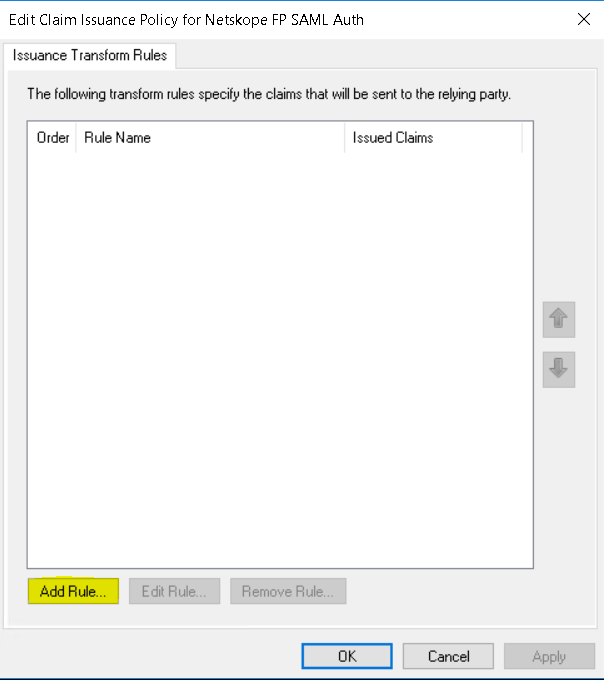 Edit Claim Issuance Policy for Netskope FP SAML Auth
Issuance Transform Rules
The following transform rules specify the claims that will be sent to the relying party.
Order Rule Name Issued Claims
Add Rule... Edit Rule... Remove Rule...
OK Cancel Apply